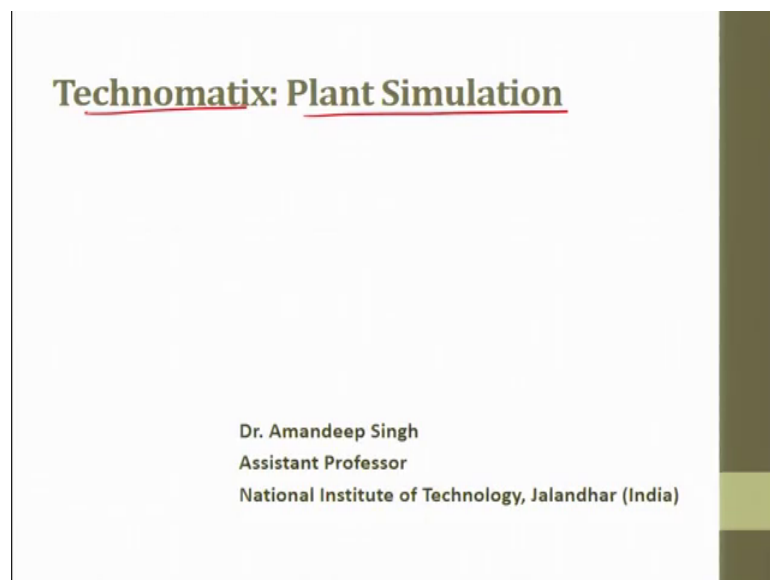 Technomatix: Plant Simulation
Dr. Amandeep Singh
Assistant Professor
National Institute of Technology, Jalandhar (India)